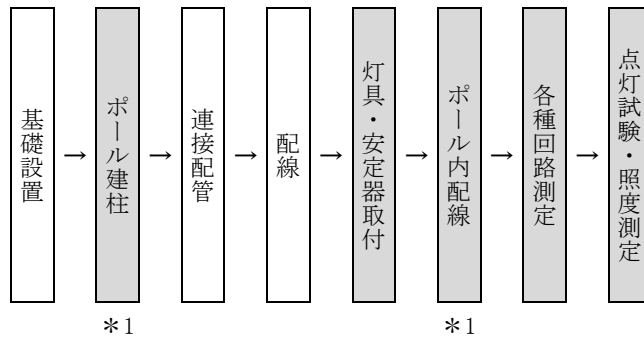 基礎設置
→
ポール建柱
→
連接配管
→
配線
→
灯具・安定器取付
→
ポール内配線
→
各種回路測定
→
点灯試験・照度測定
＊1
＊1